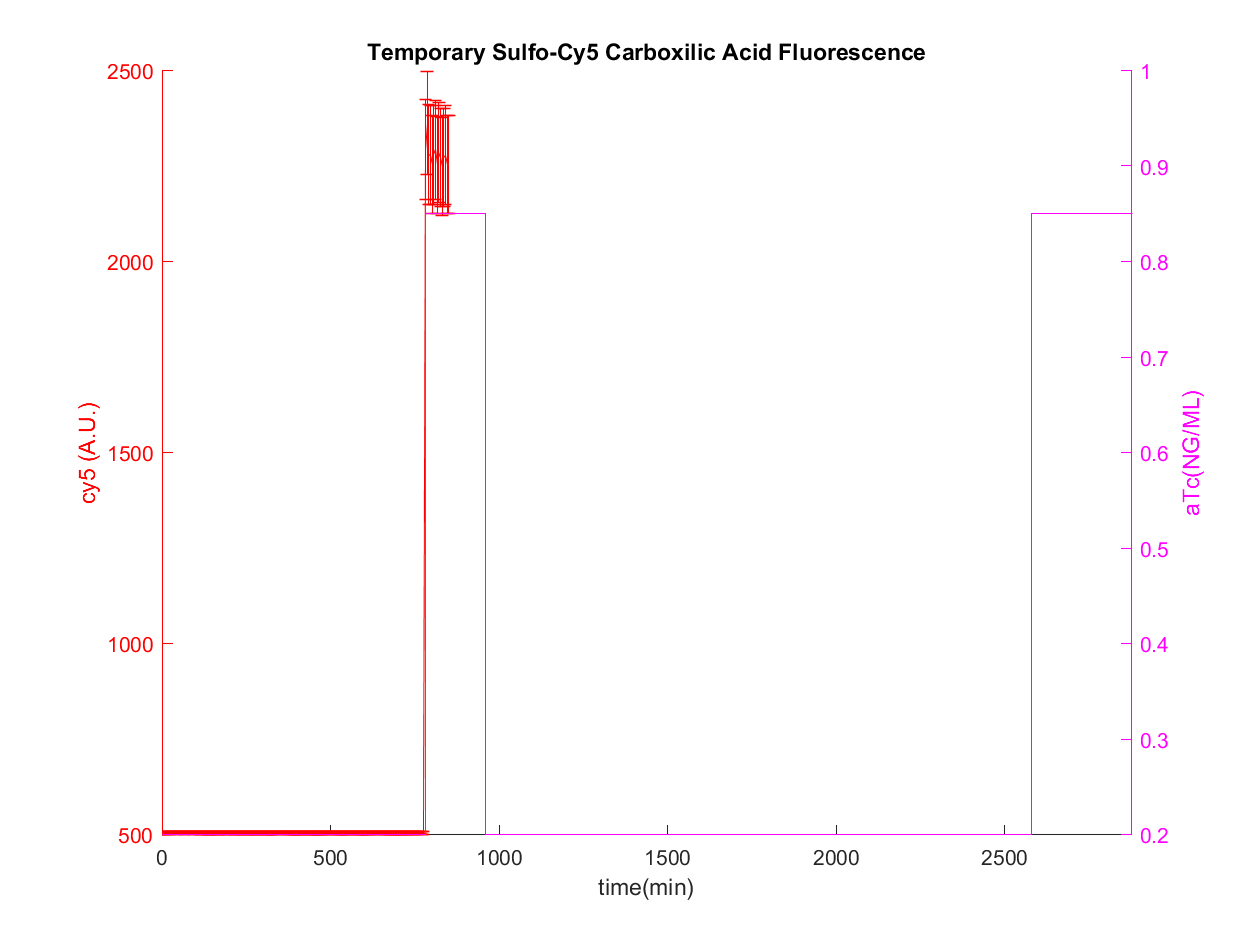 Temporary Sulfo-Cy5 Carboxilic Acid Fluorescence
2500
2000
1500
1000
500
cy5 (A.U.)
1
0.9
0.8
0.7
0.6
0.5
0.4
0.3
0.2
aTc(NG/ML)
0 500 1000 1500 2000 2500
time(min)